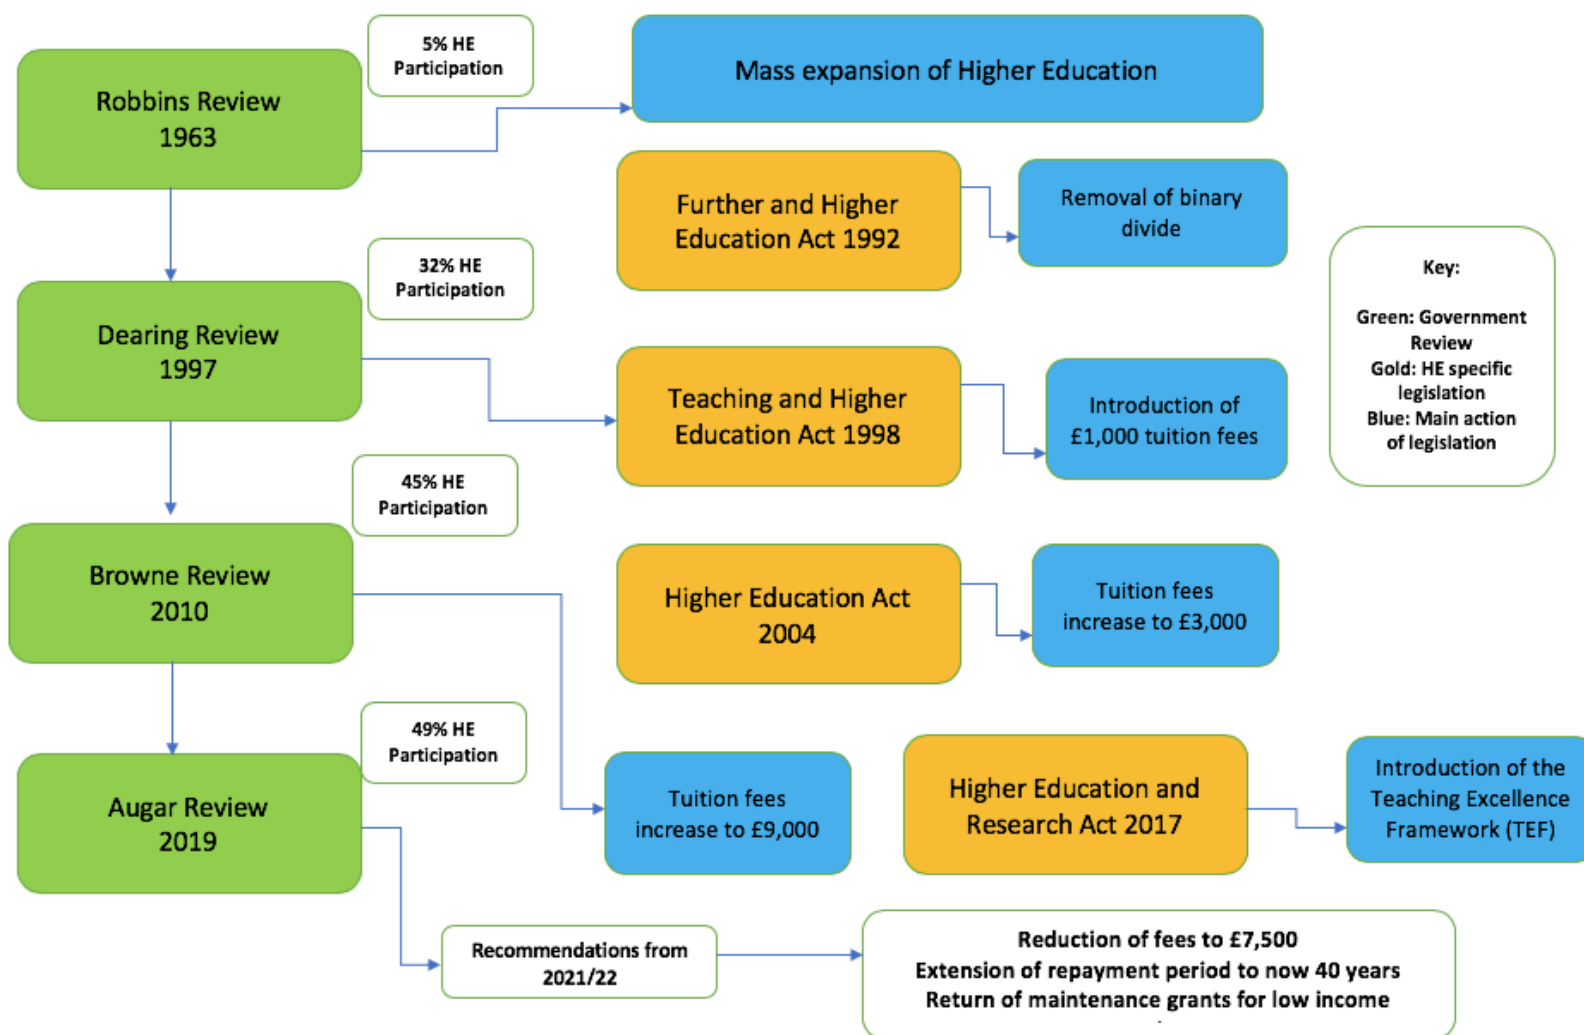 5% HE
Participation
Robbins Review
1963
Mass expansion of Higher Education
Further and Higher
Education Act 1992
Removal of binary
divide
32% HE
Participation
Key:
Green: Government
Review
Gold: HE specific
legislation
Blue: Main action
of legislation
Dearing Review
1997
Teaching and Higher
Education Act 1998
Introduction of
£1,000 tuition fees
45% HE
Participation
Browne Review
2010
Higher Education Act
2004
Tuition fees
increase to £3,000
49% HE
Participation
Augar Review
2019
Tuition fees
increase to £9,000
Higher Education and
Research Act 2017
Introduction of the
Teaching Excellence
Framework (TEF)
Recommendations from
2021/22
Reduction of fees to £7,500
Extension of repayment period to now 40 years
Return of maintenance grants for low income